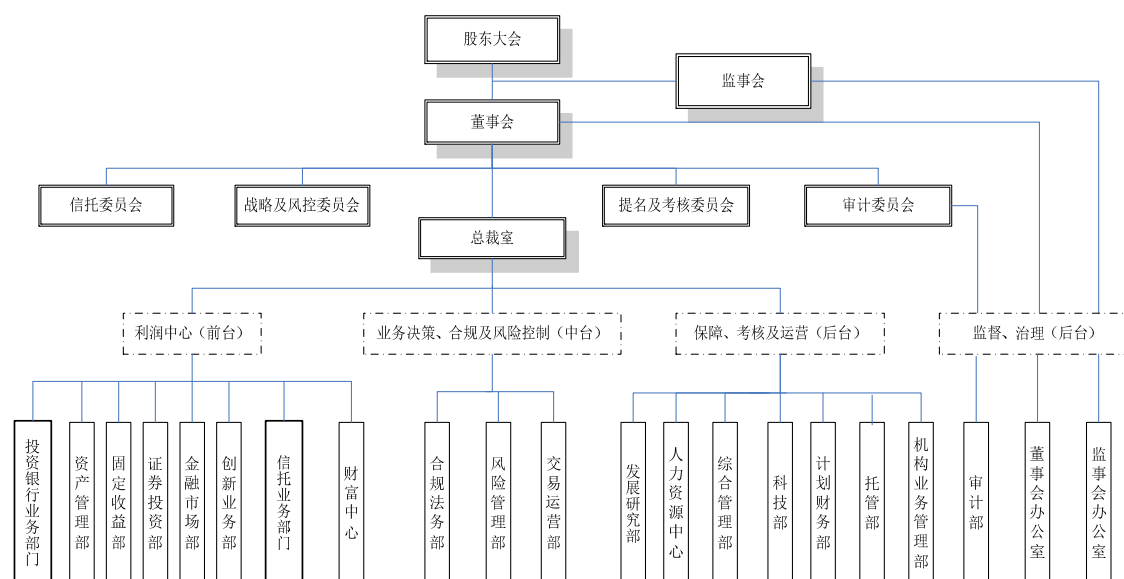 股东大会
监事会
董事会
信托委员会
战略及风控委员会
提名及考核委员会
审计委员会
总裁室
利润中心（前台）
业务决策、合规及风险控制（中台）
保障、考核及运营（后台）
监督、治理（后台）
投资银行业务部门
资产管理部
固定收益部
证券投资部
金融市场部
创新业务部
信托业务部门
财富中心
合规法务部
风险管理部
交易运营部
发展研究部
人力资源中心
综合管理部
科技部
计划财务部
托管部
机构业务管理部
审计部
董事会办公室
监事会办公室